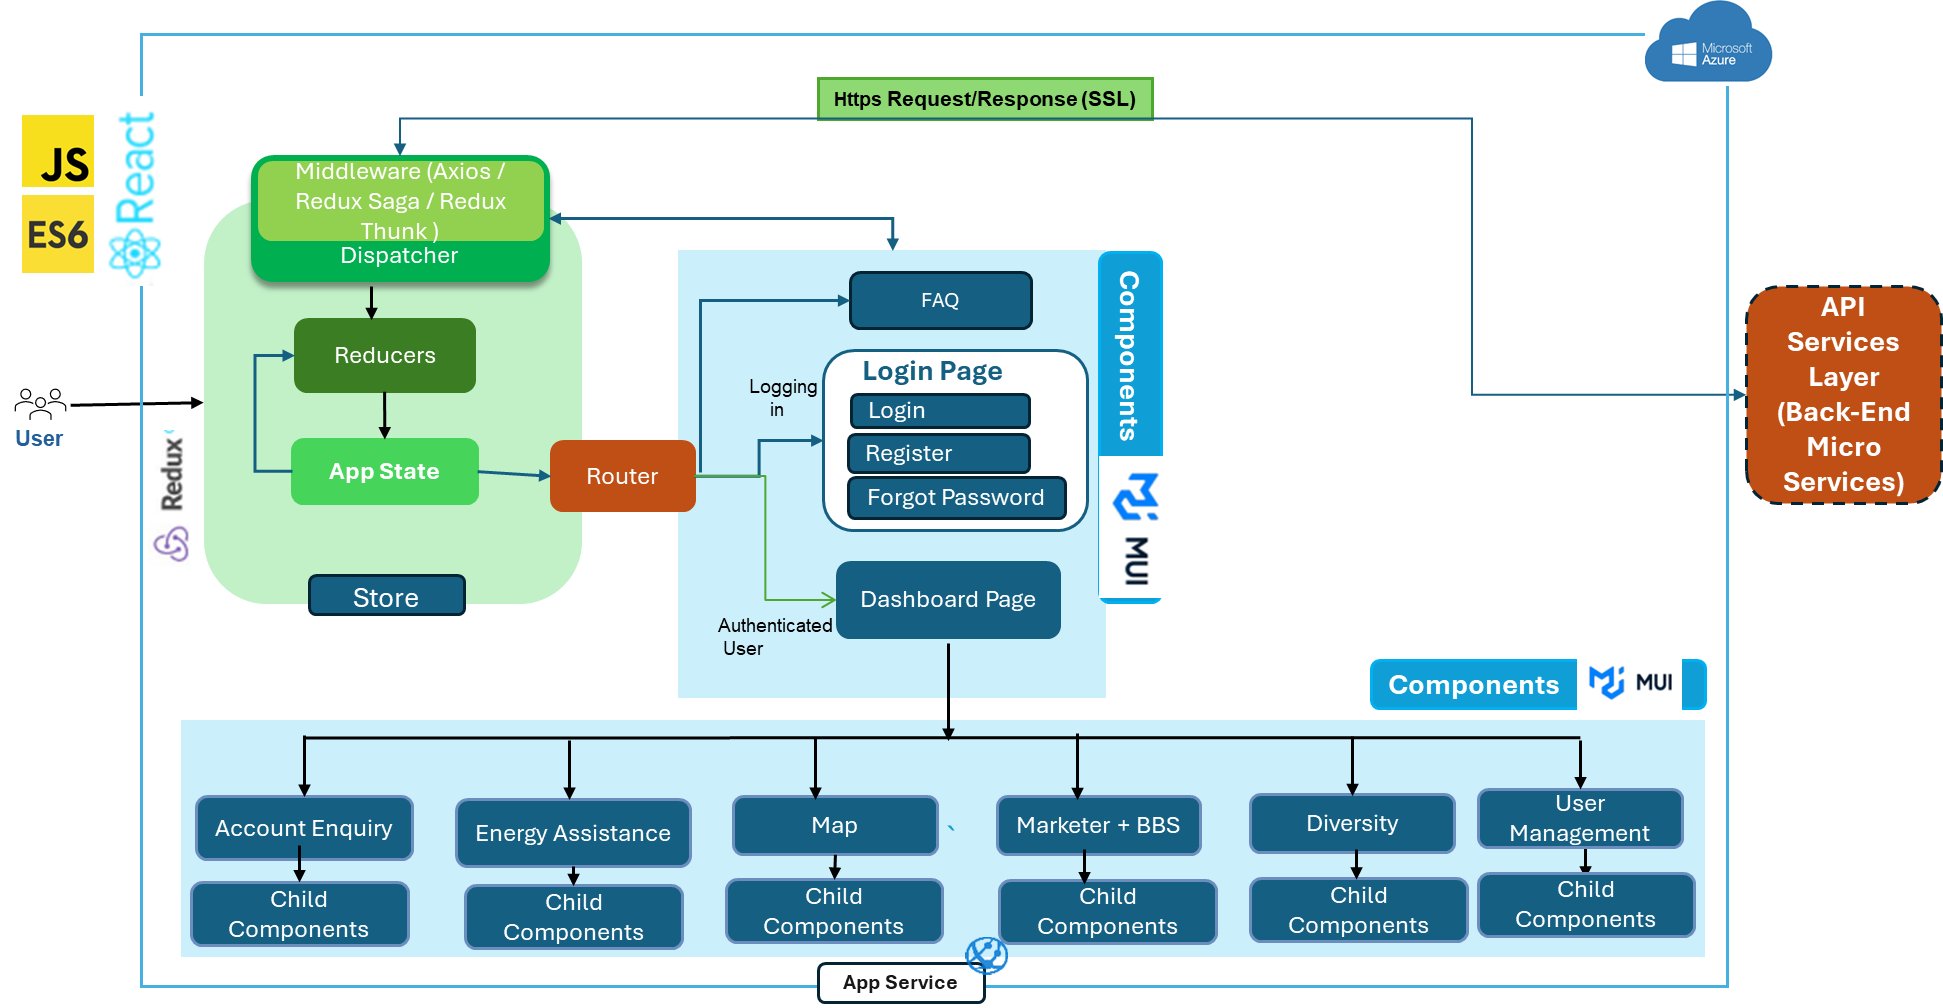 Microsoft
Azure
Https Request/Response (SSL)
JS
ES6
React
Middleware (Axios /
Redux Saga / Redux
Thunk )
Dispatcher
Reducers
App State
Store
Redux
User
Router
FAQ
Logging
in
Login Page
Login
Register
Forgot Password
Dashboard Page
Authenticated
User
Components
MUI
API
Services
Layer
(Back-End
Micro
Services)
Components
MUI
Account Enquiry
Energy Assistance
Map
`
Marketer + BBS
Diversity
User
Management
Child
Components
Child
Components
Child
Components
Child
Components
Child
Components
Child
Components
App Service